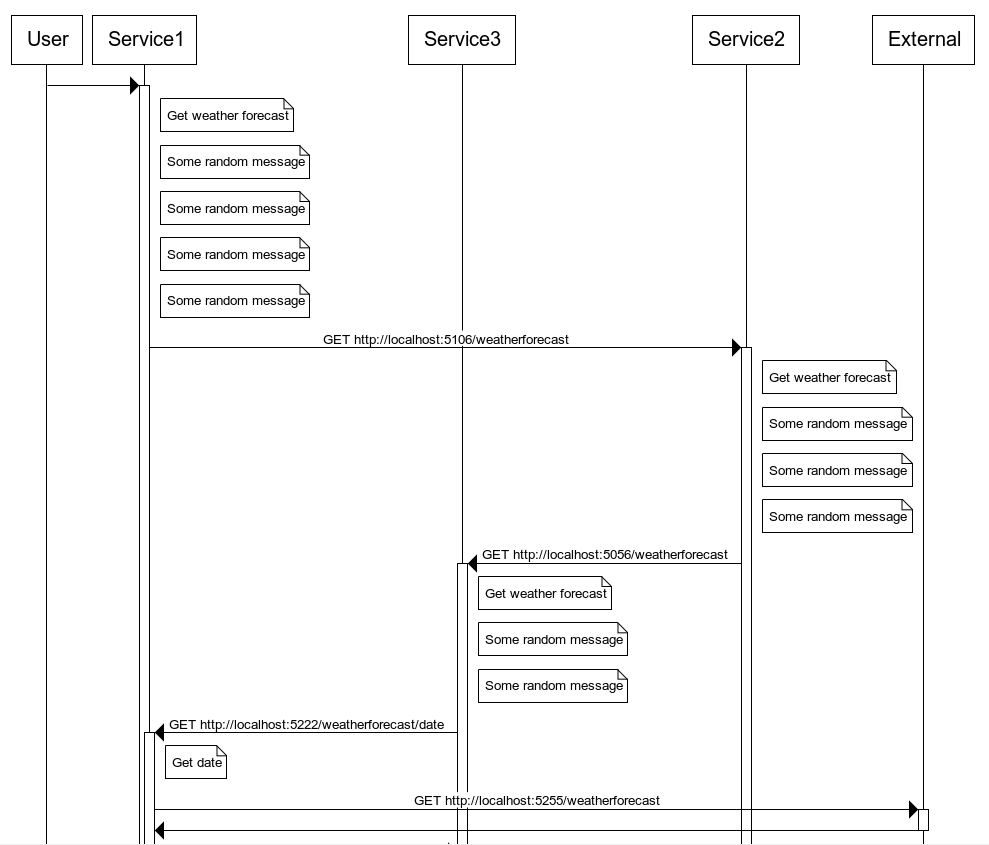 User
Service1
Service3
Service2
External
Get weather forecast
Some random message
Some random message
Some random message
Some random message
GET http://localhost:5106/weatherforecast
Get weather forecast
Some random message
Some random message
Some random message
GET http://localhost:5056/weatherforecast
Get weather forecast
Some random message
Some random message
GET http://localhost:5222/weatherforecast/date
Get date
GET http://localhost:5255/weatherforecast